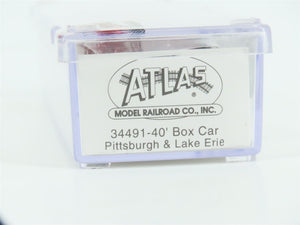 ATLAS
®
MODEL RAILROAD CO., INC.
34491-40' Box Car
Pittsburgh & Lake Erie